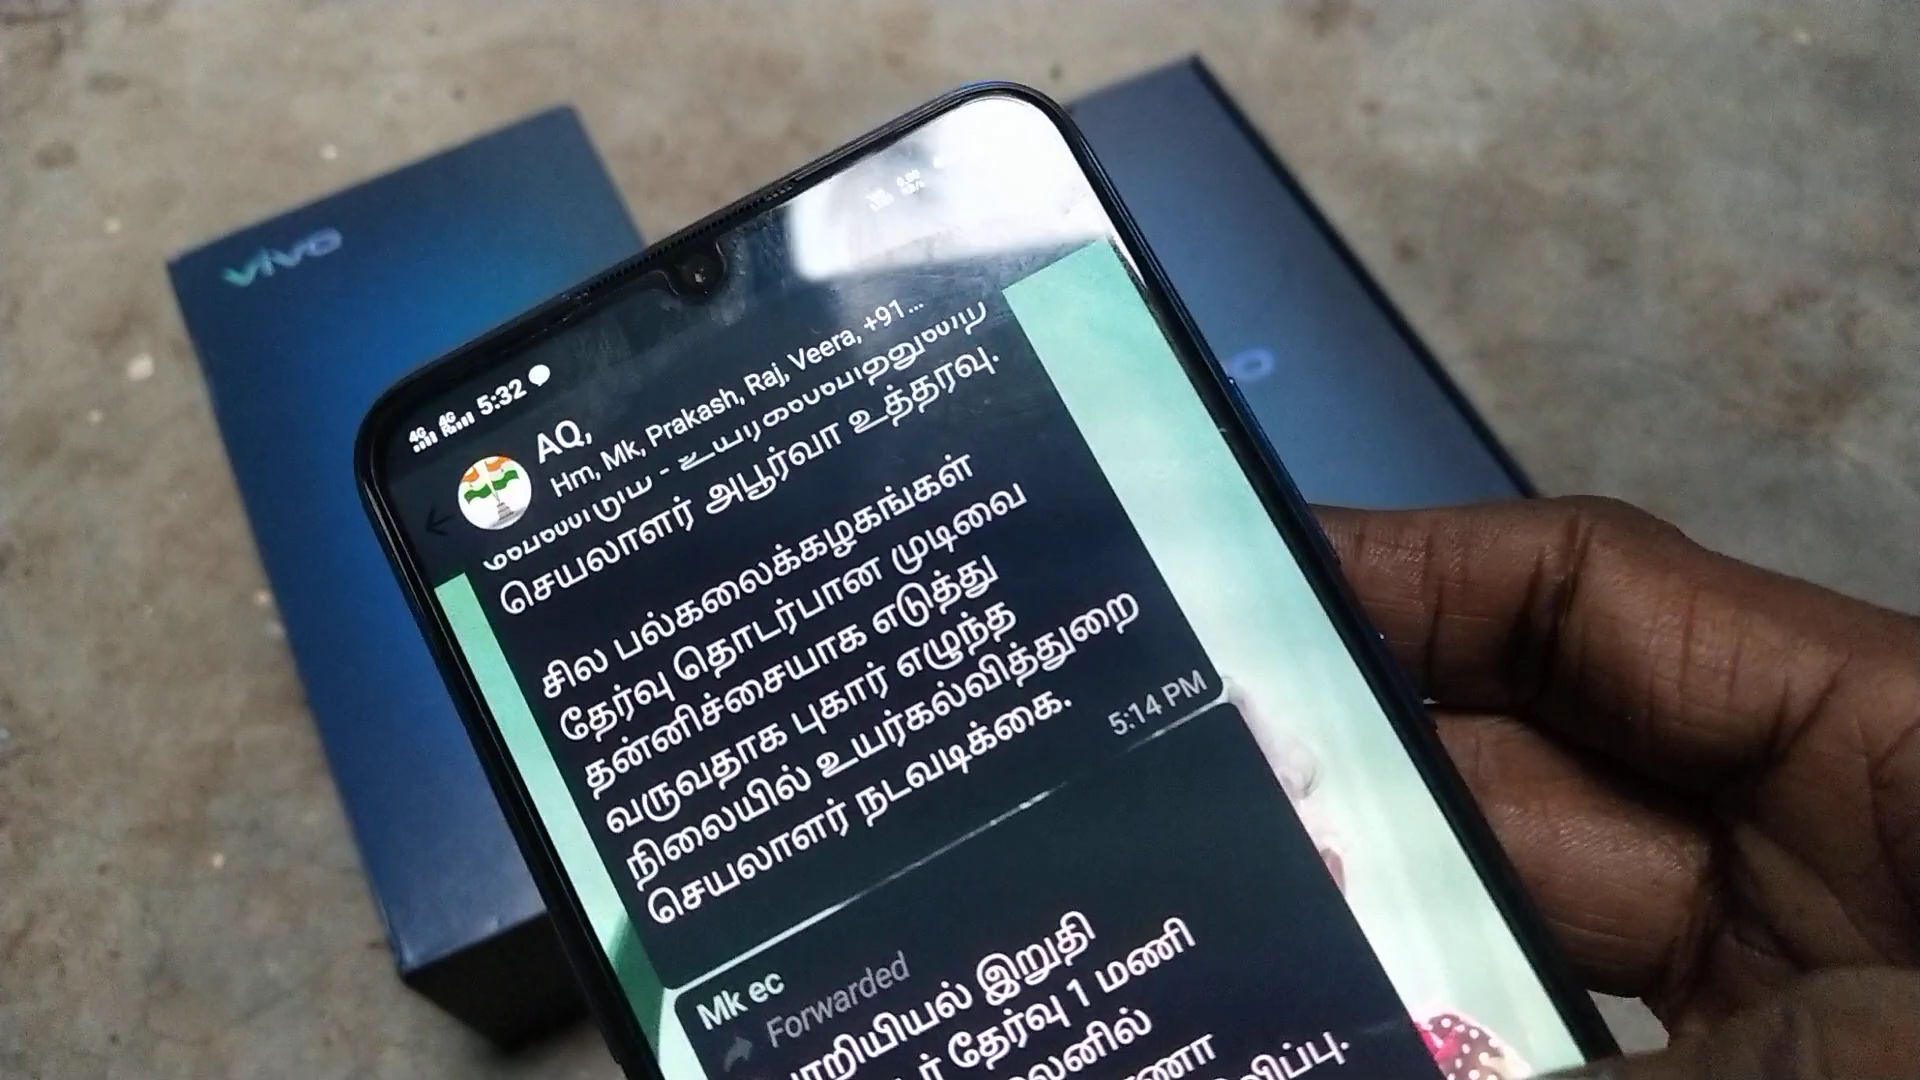 vivo
4G 4G 5:32
AQ,
Hm, Mk, Prakash, Raj, Veera, +91...
செயலாளர் அபூர்வா உத்தரவு.
சில பல்கலைக்கழகங்கள்
தேர்வு தொடர்பான முடிவை
தன்னிச்சையாக எடுத்து
வருவதாக புகார் எழுந்த
நிலையில் உயர்கல்வித்துறை
செயலாளர் நடவடிக்கை.
5:14 PM
Mk ec
Forwarded
இறுதி
தேர்வு 1 மணி